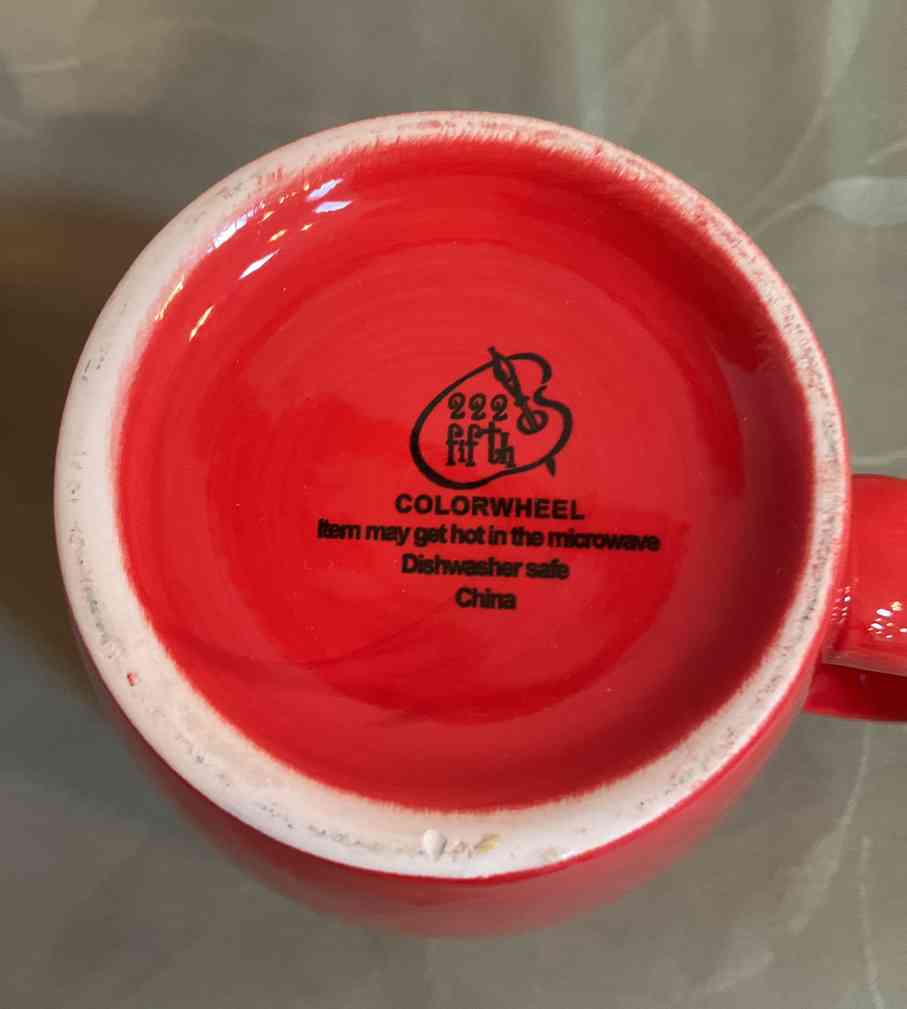 222
fifth
COLORWHEEL
Item may get hot in the microwave
Dishwasher safe
China